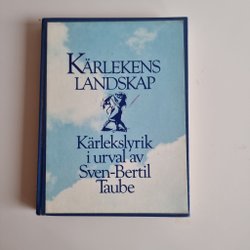 KÄRLEKENS
LANDSKAP
Kärlekslyrik
i urval av
Sven-Bertil
Taube